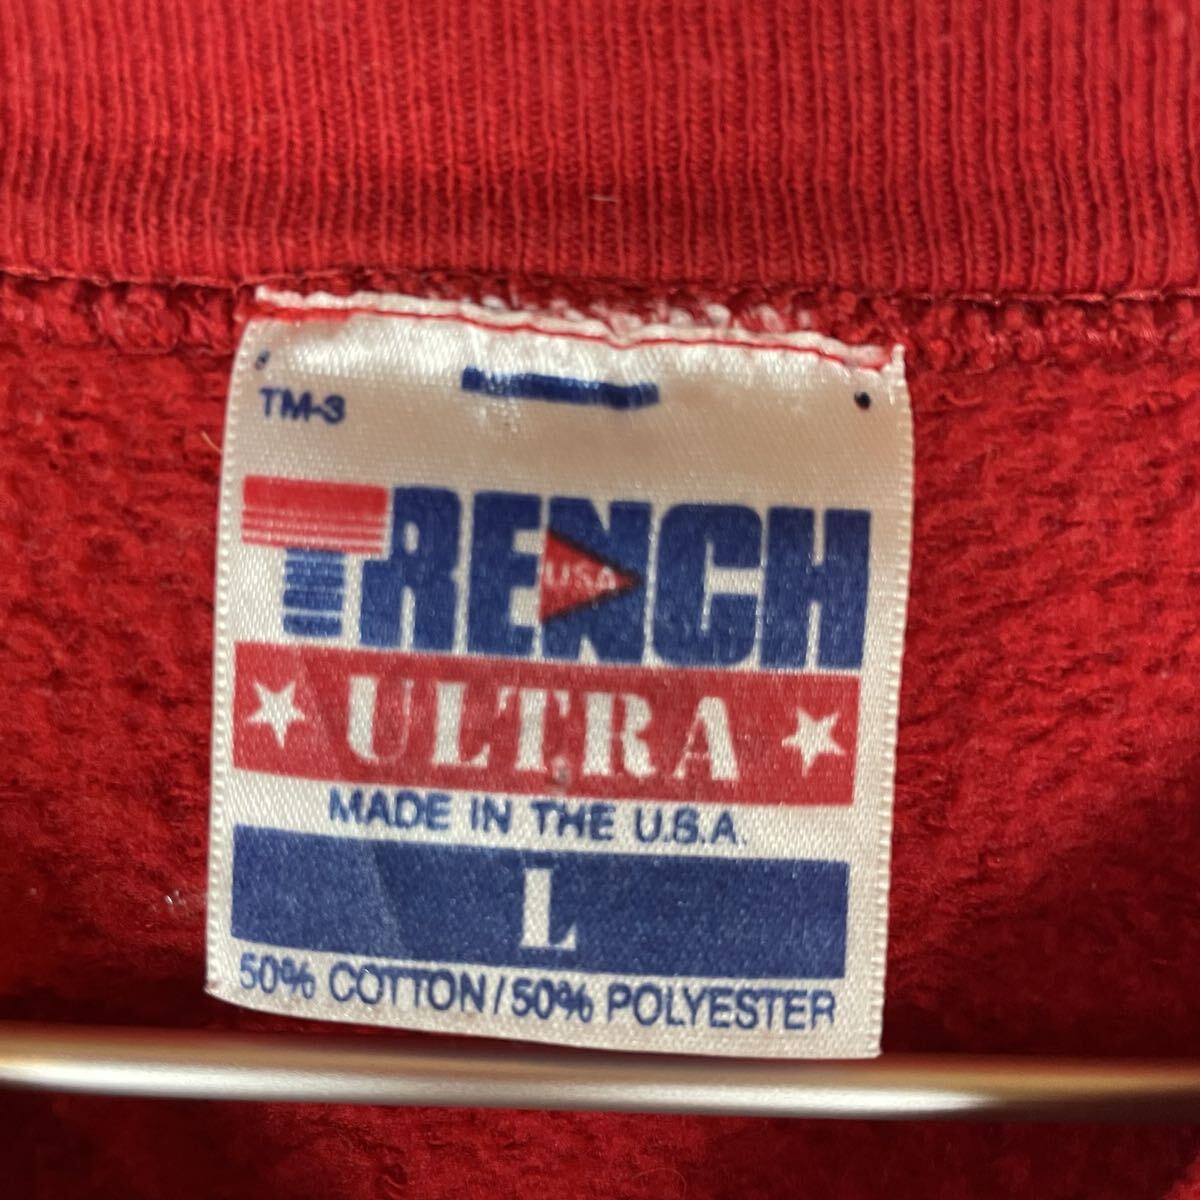 TM-3
TRENCH
USA
ULTRA
MADE IN THE U.S.A.
L
50% COTTON/50% POLYESTER